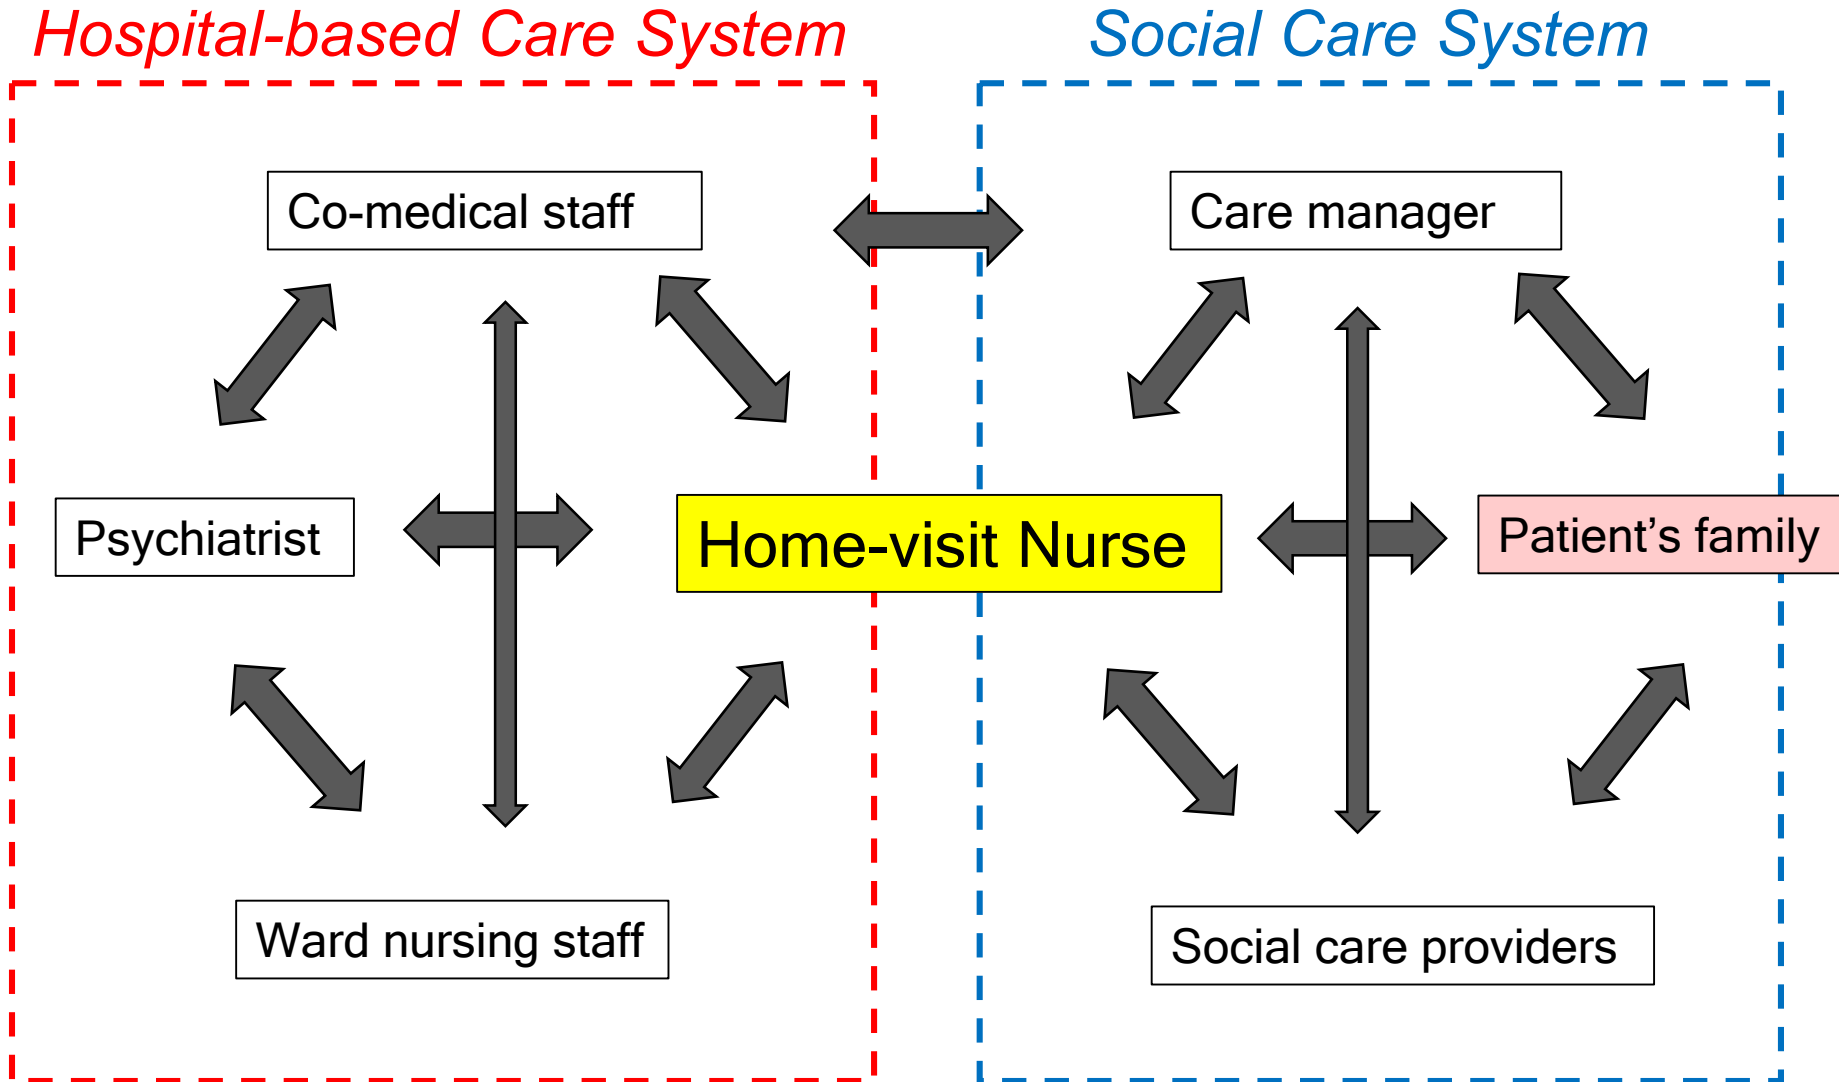 Hospital-based Care System
Social Care System
Co-medical staff
Care manager
Psychiatrist
Home-visit Nurse
Patient’s family
Ward nursing staff
Social care providers